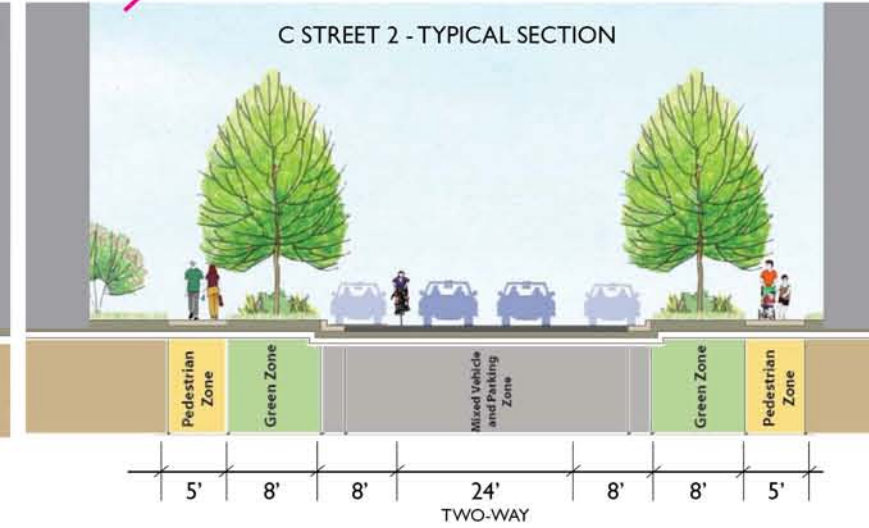 C STREET 2 - TYPICAL SECTION
Pedestrian
Zone
Green Zone
Mixed Vehicle
and Parking
Zone
Green Zone
Pedestrian
Zone
5' 8' 8' 24' 8' 8' 5'
TWO-WAY